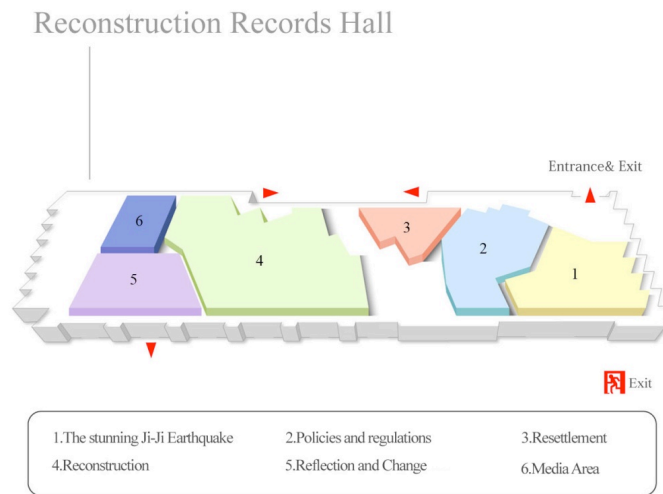 Reconstruction Records Hall
Entrance& Exit
6
3
2
4
5
1
Exit
1.The stunning Ji-Ji Earthquake 2.Policies and regulations 3.Resettlement
4.Reconstruction 5.Reflection and Change 6.Media Area